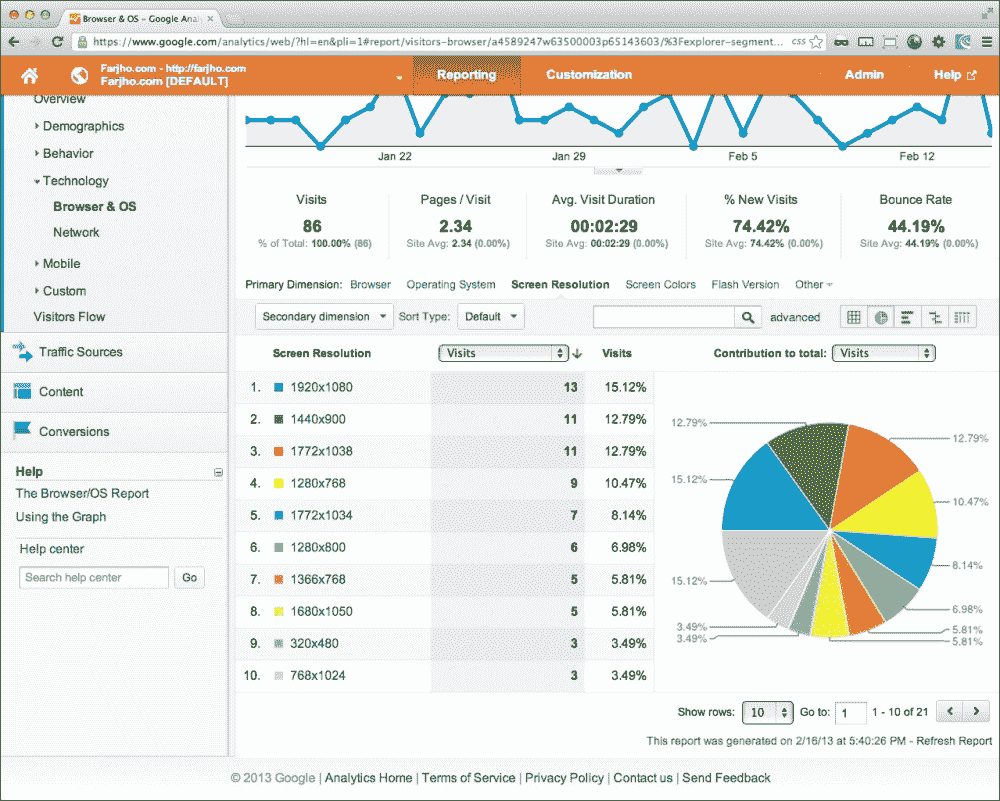 Browser & OS - Google Analy
https://www.google.com/analytics/web/?hl=en&pli=1#report/visitors-browser/a4589247w63500003p65143603/%3Fexplorer-segment... CSS
Farjho.com - http://farjho.com
Farjho.com [DEFAULT]
Reporting
Customization
Admin
Help
Overview
Demographics
Behavior
Technology
Browser & OS
Network
Mobile
Custom
Visitors Flow
Traffic Sources
Content
Conversions
Help
The Browser/OS Report
Using the Graph
Help center
Search help center Go
Jan 22 Jan 29 Feb 5 Feb 12
Visits Pages / Visit Avg. Visit Duration % New Visits Bounce Rate
86 2.34 00:02:29 74.42% 44.19%
% of Total: 100.00% (86) Site Avg: 2.34 (0.00%) Site Avg: 00:02:29 (0.00%) Site Avg: 74.42% (0.00%) Site Avg: 44.19% (0.00%)
Primary Dimension: Browser Operating System Screen Resolution Screen Colors Flash Version Other
Secondary dimension Sort Type: Default advanced
Screen Resolution Visits Visits Contribution to total: Visits
1. 1920x1080 13 15.12%
2. 1440x900 11 12.79%
3. 1772x1038 11 12.79%
4. 1280x768 9 10.47%
5. 1772x1034 7 8.14%
6. 1280x800 6 6.98%
7. 1366x768 5 5.81%
8. 1680x1050 5 5.81%
9. 320x480 3 3.49%
10. 768x1024 3 3.49%
12.79%
12.79%
15.12%
10.47%
8.14%
15.12%
6.98%
3.49%
5.81%
3.49%
5.81%
Show rows: 10 Go to: 1 1 - 10 of 21
This report was generated on 2/16/13 at 5:40:26 PM - Refresh Report
© 2013 Google | Analytics Home | Terms of Service | Privacy Policy | Contact us | Send Feedback